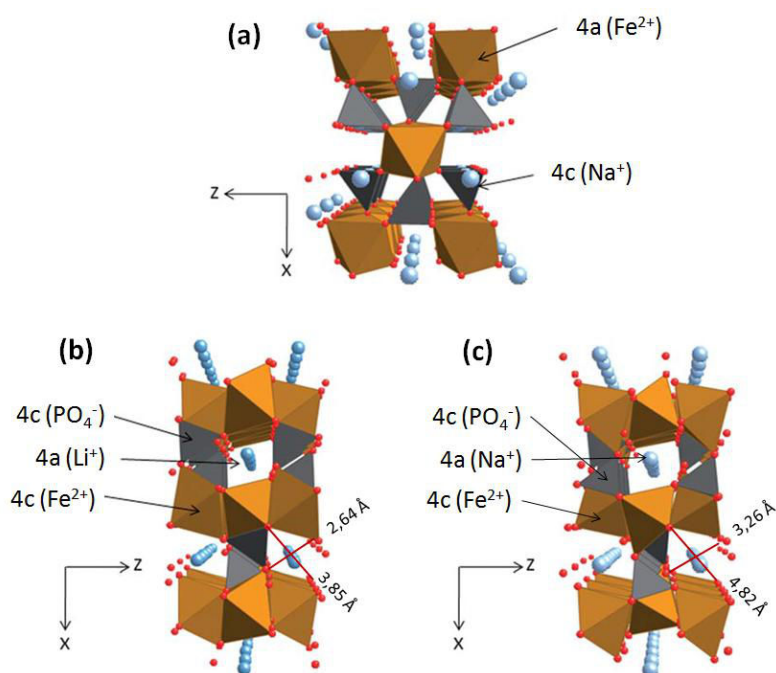 (a)
4a (Fe²⁺)
4c (Na⁺)
z
x
(b)
4c (PO₄⁻)
4a (Li⁺)
4c (Fe²⁺)
2,64 Å
3,85 Å
z
x
(c)
4c (PO₄⁻)
4a (Na⁺)
4c (Fe²⁺)
3,26 Å
4,82 Å
z
x